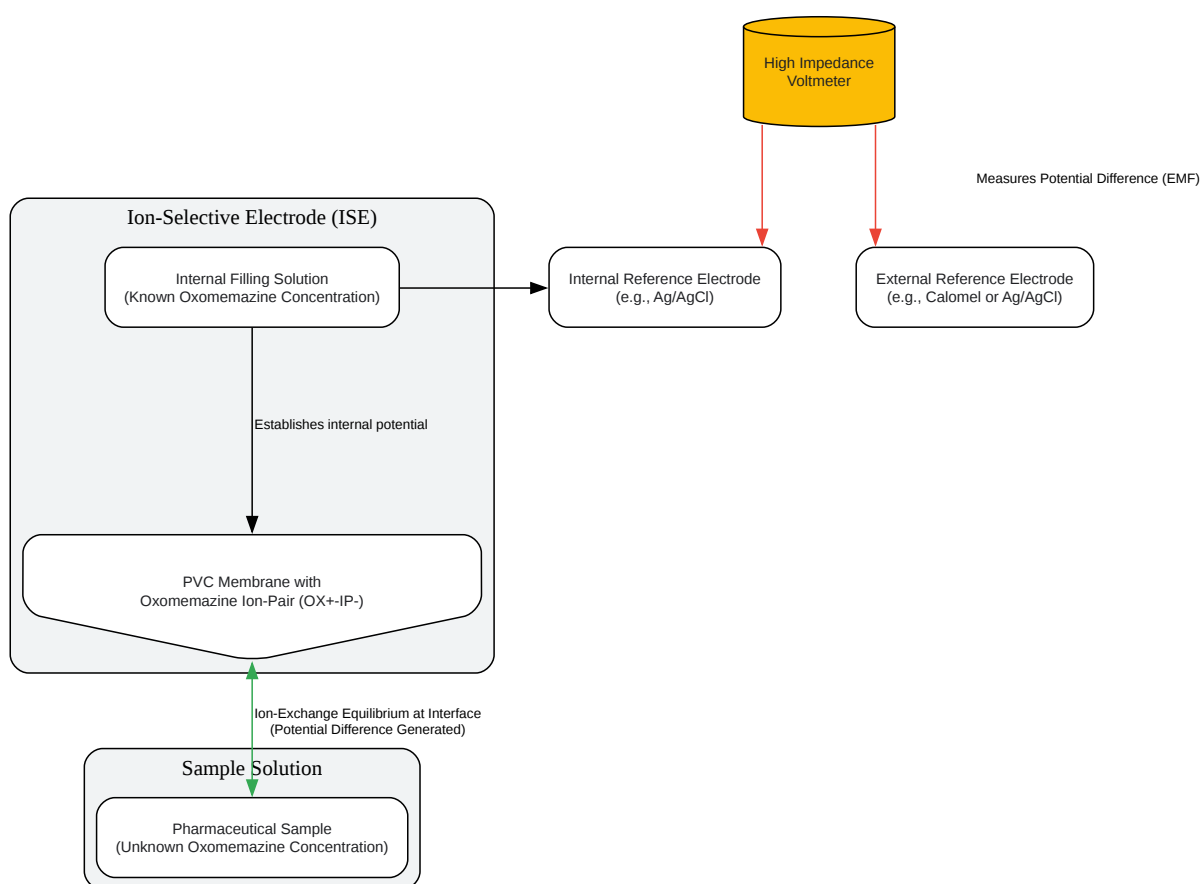 High Impedance
Voltmeter
Measures Potential Difference (EMF)
Ion-Selective Electrode (ISE)
Internal Filling Solution
(Known Oxomemazine Concentration)
Internal Reference Electrode
(e.g., Ag/AgCl)
External Reference Electrode
(e.g., Calomel or Ag/AgCl)
Establishes internal potential
PVC Membrane with
Oxomemazine Ion-Pair (OX+-IP-)
Ion-Exchange Equilibrium at Interface
(Potential Difference Generated)
Sample Solution
Pharmaceutical Sample
(Unknown Oxomemazine Concentration)